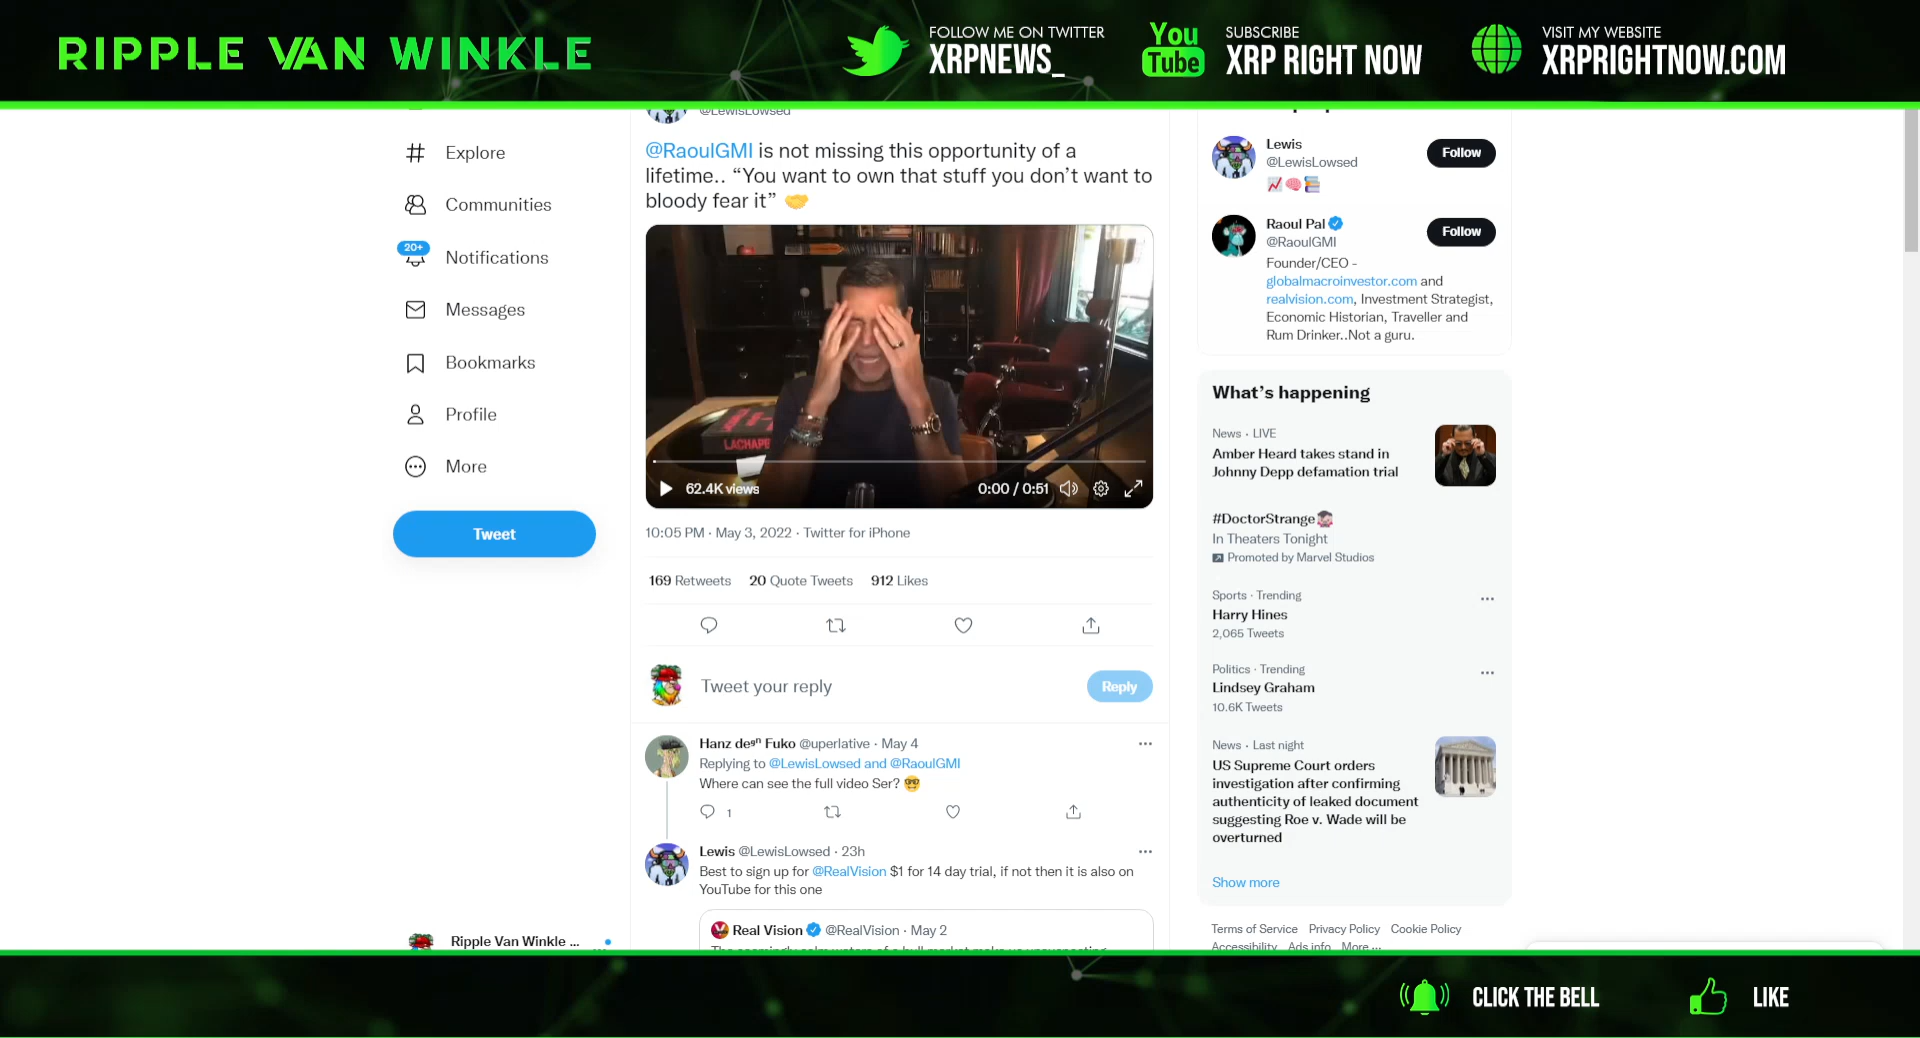 RIPPLE VAN WINKLE
FOLLOW ME ON TWITTER
XRPNEWS_
You
Tube
SUBSCRIBE
XRP RIGHT NOW
VISIT MY WEBSITE
XRPRIGHTNOW.COM
Explore
Communities
20+
Notifications
Messages
Bookmarks
Profile
More
Tweet
Ripple Van Winkle ...
@LewisLowsed
@RaoulGMI is not missing this opportunity of a
lifetime.. “You want to own that stuff you don’t want to
bloody fear it” 🤝
LACHAP
62.4K views
0:00 / 0:51
10:05 PM · May 3, 2022 · Twitter for iPhone
169 Retweets 20 Quote Tweets 912 Likes
Tweet your reply
Reply
Hanz deᵍⁿ Fuko @uperlative · May 4
Replying to @LewisLowsed and @RaoulGMI
Where can see the full video Ser? 🤓
1
Lewis @LewisLowsed · 23h
Best to sign up for @RealVision $1 for 14 day trial, if not then it is also on
YouTube for this one
Real Vision @RealVision · May 2
Lewis
@LewisLowsed
Follow
📈🧠📚
Raoul Pal
@RaoulGMI
Follow
Founder/CEO -
globalmacroinvestor.com and
realvision.com, Investment Strategist,
Economic Historian, Traveller and
Rum Drinker..Not a guru.
What’s happening
News · LIVE
Amber Heard takes stand in
Johnny Depp defamation trial
#DoctorStrange
In Theaters Tonight
Promoted by Marvel Studios
Sports · Trending
Harry Hines
2,065 Tweets
Politics · Trending
Lindsey Graham
10.6K Tweets
News · Last night
US Supreme Court orders
investigation after confirming
authenticity of leaked document
suggesting Roe v. Wade will be
overturned
Show more
Terms of Service Privacy Policy Cookie Policy
Accessibility Ads info More ...
CLICK THE BELL
LIKE